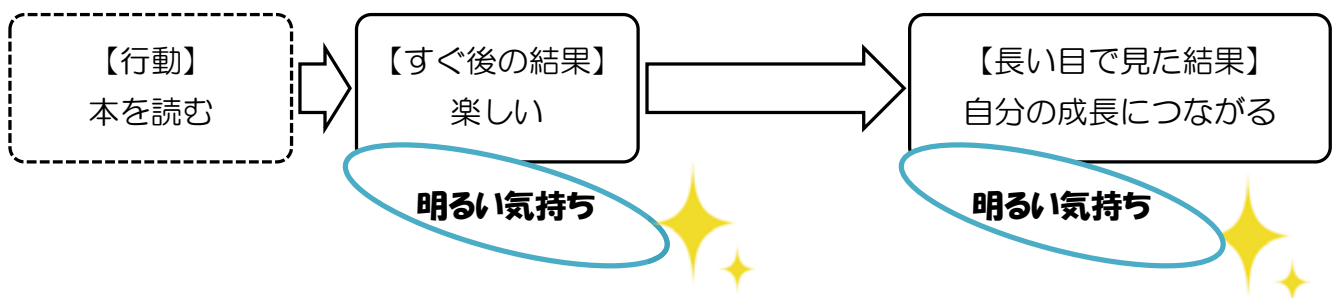 【行動】
本を読む
【すぐ後の結果】
楽しい
【長い目で見た結果】
自分の成長につながる
明るい気持ち
明るい気持ち